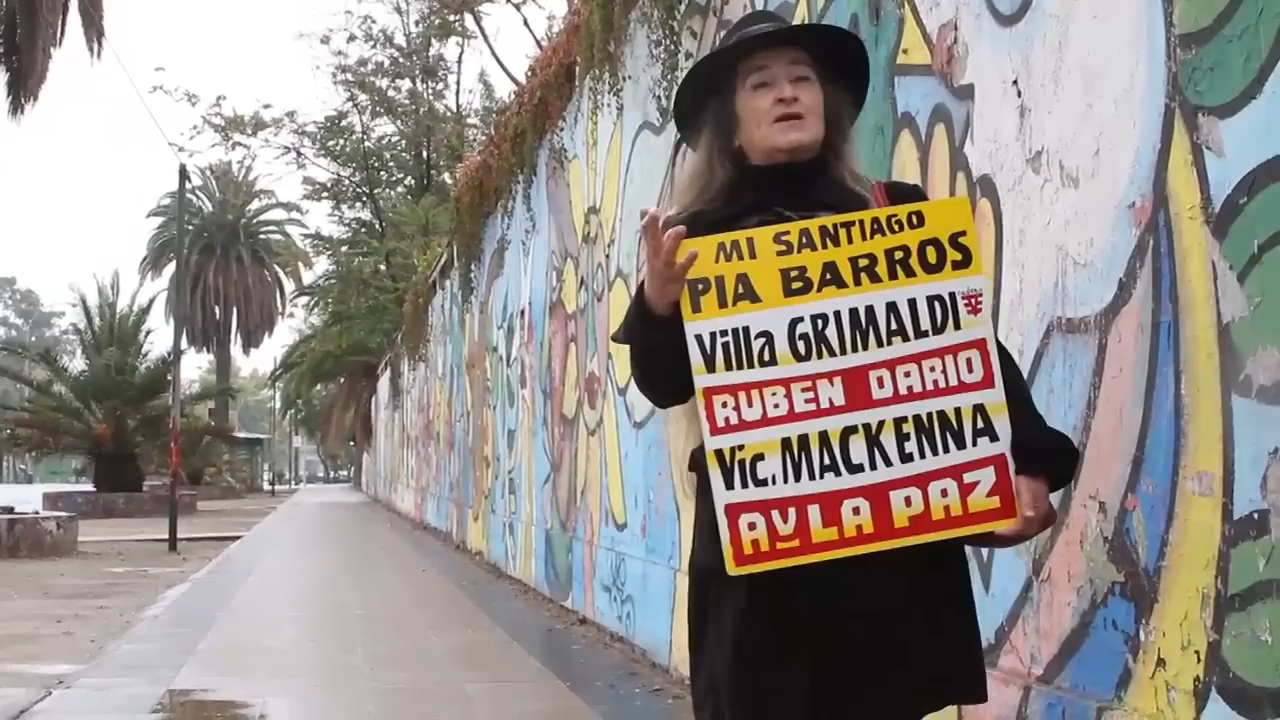 MI SANTIAGO
PIA BARROS
Villa GRIMALDI
RUBEN DARIO
Vic. MACKENNA
AV LA PAZ